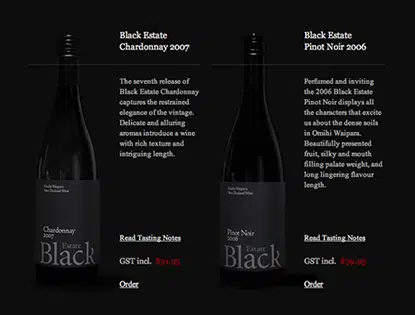 Black Estate
Chardonnay 2007
The seventh release of
Black Estate Chardonnay
captures the restrained
elegance of the vintage.
Delicate and alluring
aromas introduce a wine
with rich texture and
intriguing length.
Read Tasting Notes
GST incl. $31.95
Order
Omihi Waipara
New Zealand Wine
Chardonnay
2007
Estate
Black
Black Estate
Pinot Noir 2006
Perfumed and inviting
the 2006 Black Estate
Pinot Noir displays all
the characters that excite
us about the dense soils
in Omihi Waipara.
Beautifully presented
fruit, silky and mouth
filling palate weight, and
long lingering flavour
length.
Read Tasting Notes
GST incl. $39.95
Order
Omihi Waipara
New Zealand Wine
Pinot Noir
2006
Estate
Black